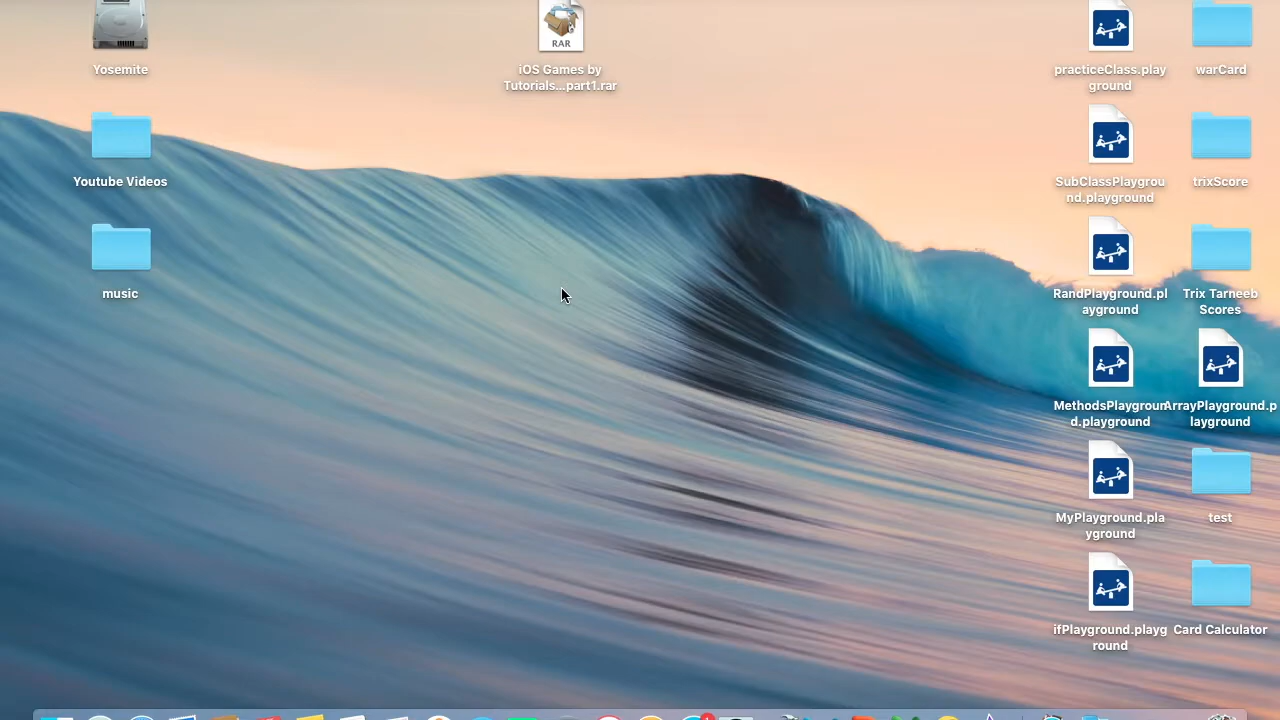 Yosemite
RAR
iOS Games by
Tutorials...part1.rar
practiceClass.play
ground
warCard
Youtube Videos
SubClassPlaygrou
nd.playground
trixScore
music
RandPlayground.pl
ayground
Trix Tarneeb
Scores
MethodsPlaygroun
d.playground
ArrayPlayground.p
layground
MyPlayground.pla
yground
test
ifPlayground.playg
round
Card Calculator